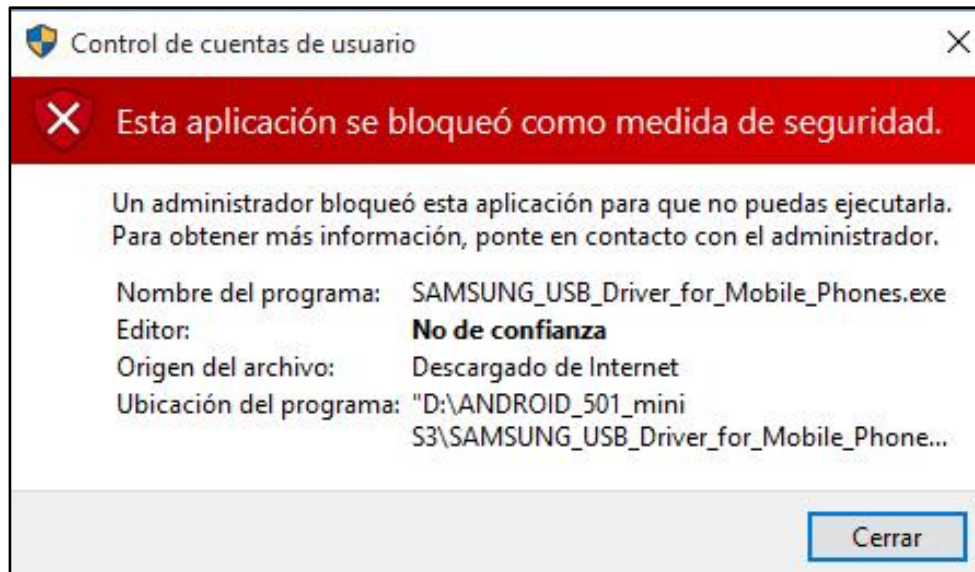 Control de cuentas de usuario
Esta aplicación se bloqueó como medida de seguridad.
Un administrador bloqueó esta aplicación para que no puedas ejecutarla.
Para obtener más información, ponte en contacto con el administrador.
Nombre del programa: SAMSUNG_USB_Driver_for_Mobile_Phones.exe
Editor: No de confianza
Origen del archivo: Descargado de Internet
Ubicación del programa: "D:\ANDROID_501_mini
S3\SAMSUNG_USB_Driver_for_Mobile_Phone...
Cerrar